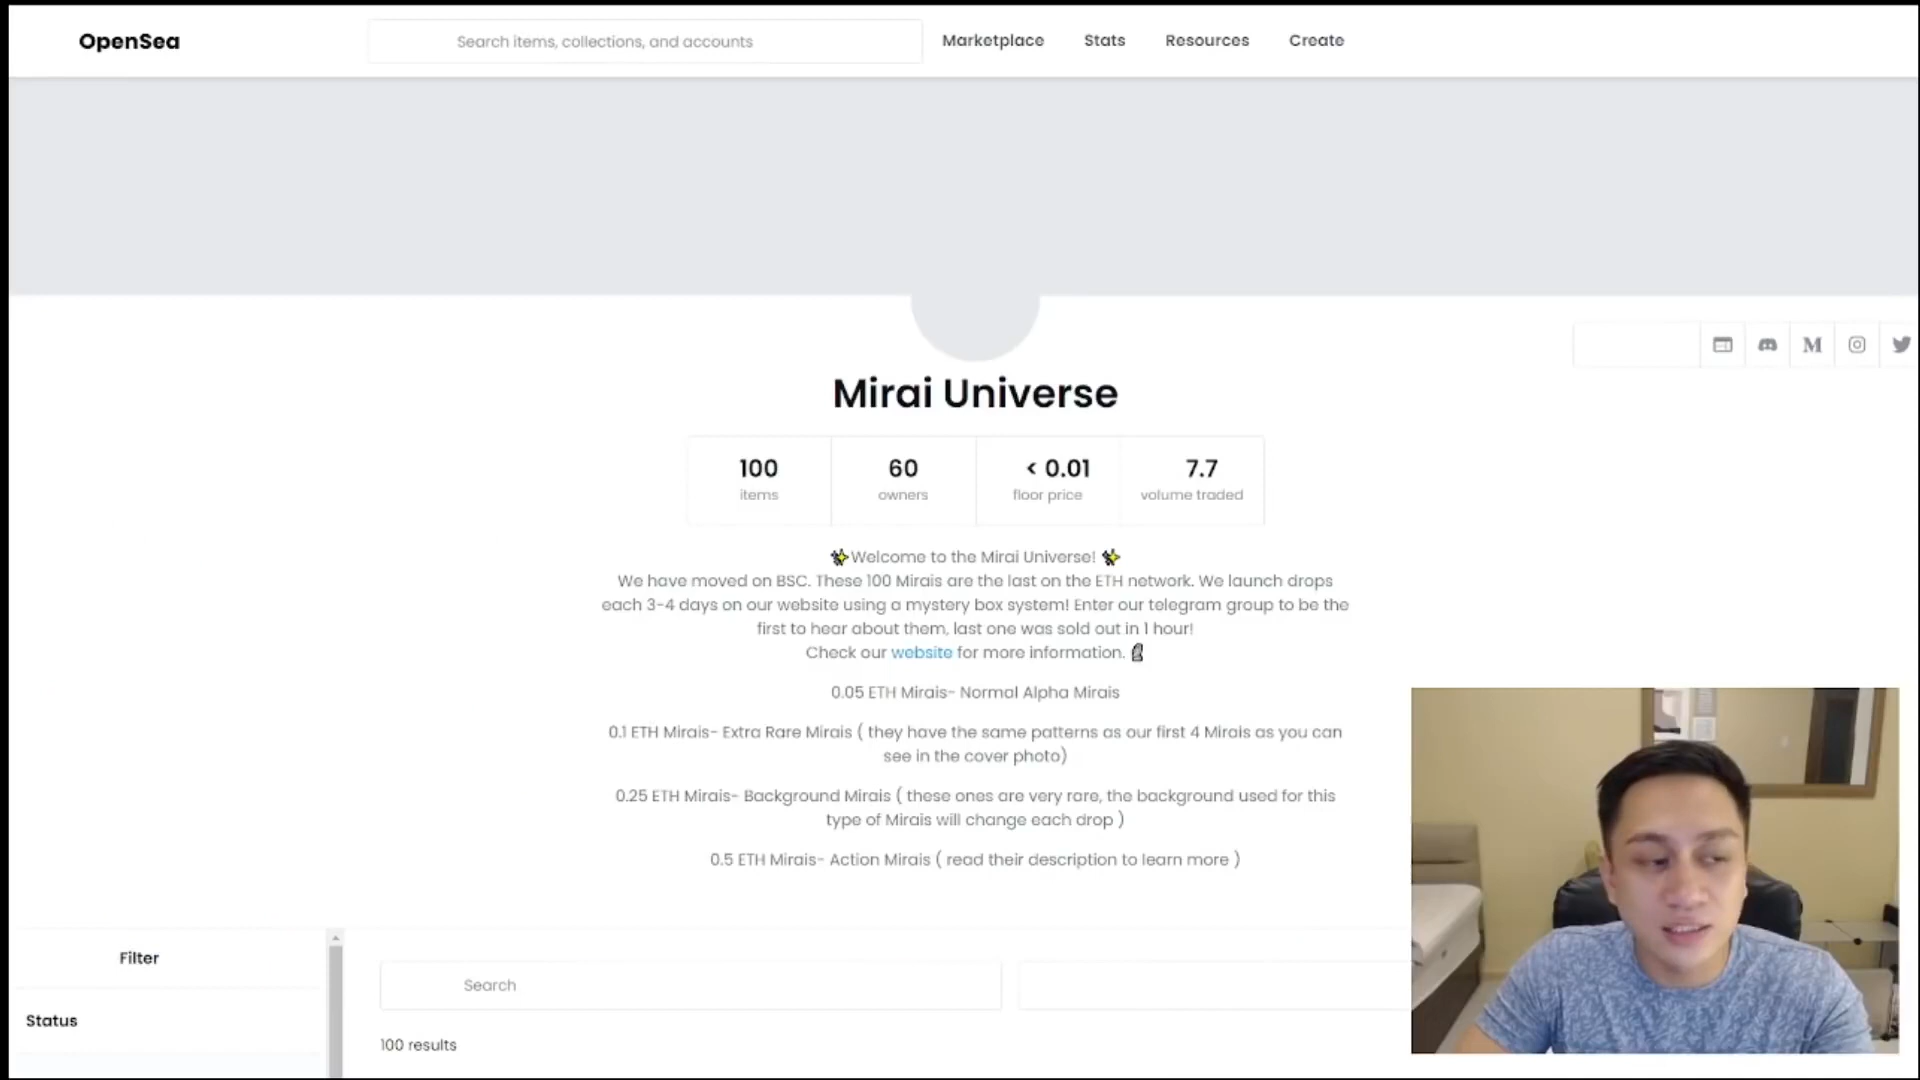 OpenSea
Search items, collections, and accounts
Marketplace
Stats
Resources
Create
Mirai Universe
100
items
60
owners
< 0.01
floor price
7.7
volume traded
✨Welcome to the Mirai Universe! ✨
We have moved on BSC. These 100 Mirais are the last on the ETH network. We launch drops
each 3-4 days on our website using a mystery box system! Enter our telegram group to be the
first to hear about them, last one was sold out in 1 hour!
Check our website for more information. 🗿
0.05 ETH Mirais- Normal Alpha Mirais
0.1 ETH Mirais- Extra Rare Mirais ( they have the same patterns as our first 4 Mirais as you can
see in the cover photo)
0.25 ETH Mirais- Background Mirais ( these ones are very rare, the background used for this
type of Mirais will change each drop )
0.5 ETH Mirais- Action Mirais ( read their description to learn more )
Filter
Search
Status
100 results